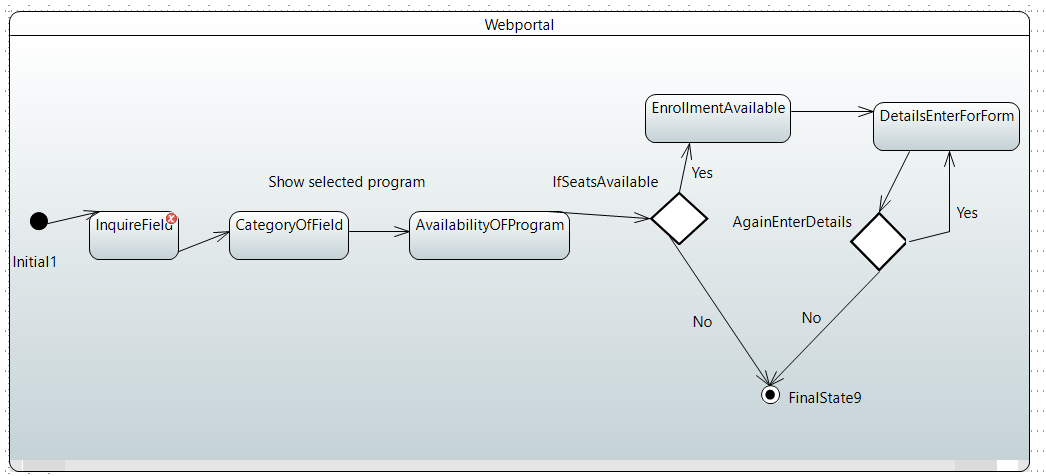 Webportal
EnrollmentAvailable
DetailsEnterForForm
Show selected program
IfSeatsAvailable
Yes
InquireField
CategoryOfField
AvailabilityOFProgram
AgainEnterDetails
Yes
Initial1
No
No
FinalState9